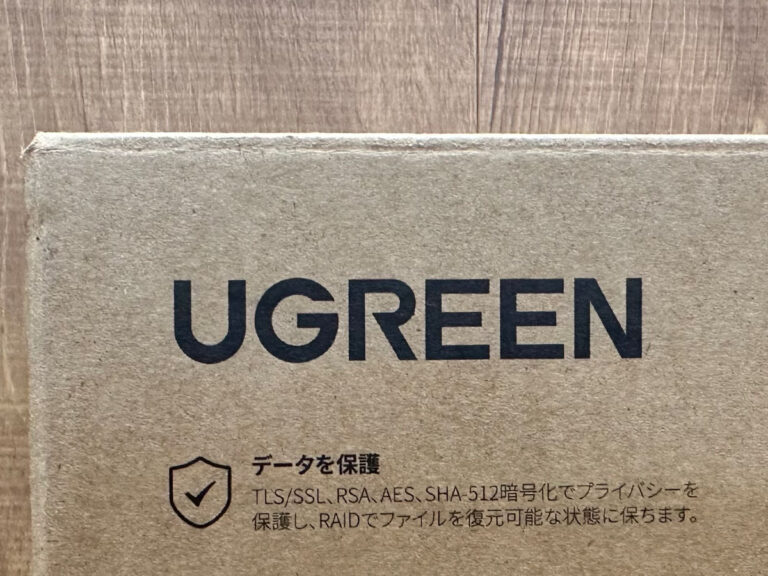 UGREEN
データを保護
TLS/SSL、RSA、AES、SHA-512暗号化でプライバシーを
保護し、RAIDでファイルを復元可能な状態に保ちます。